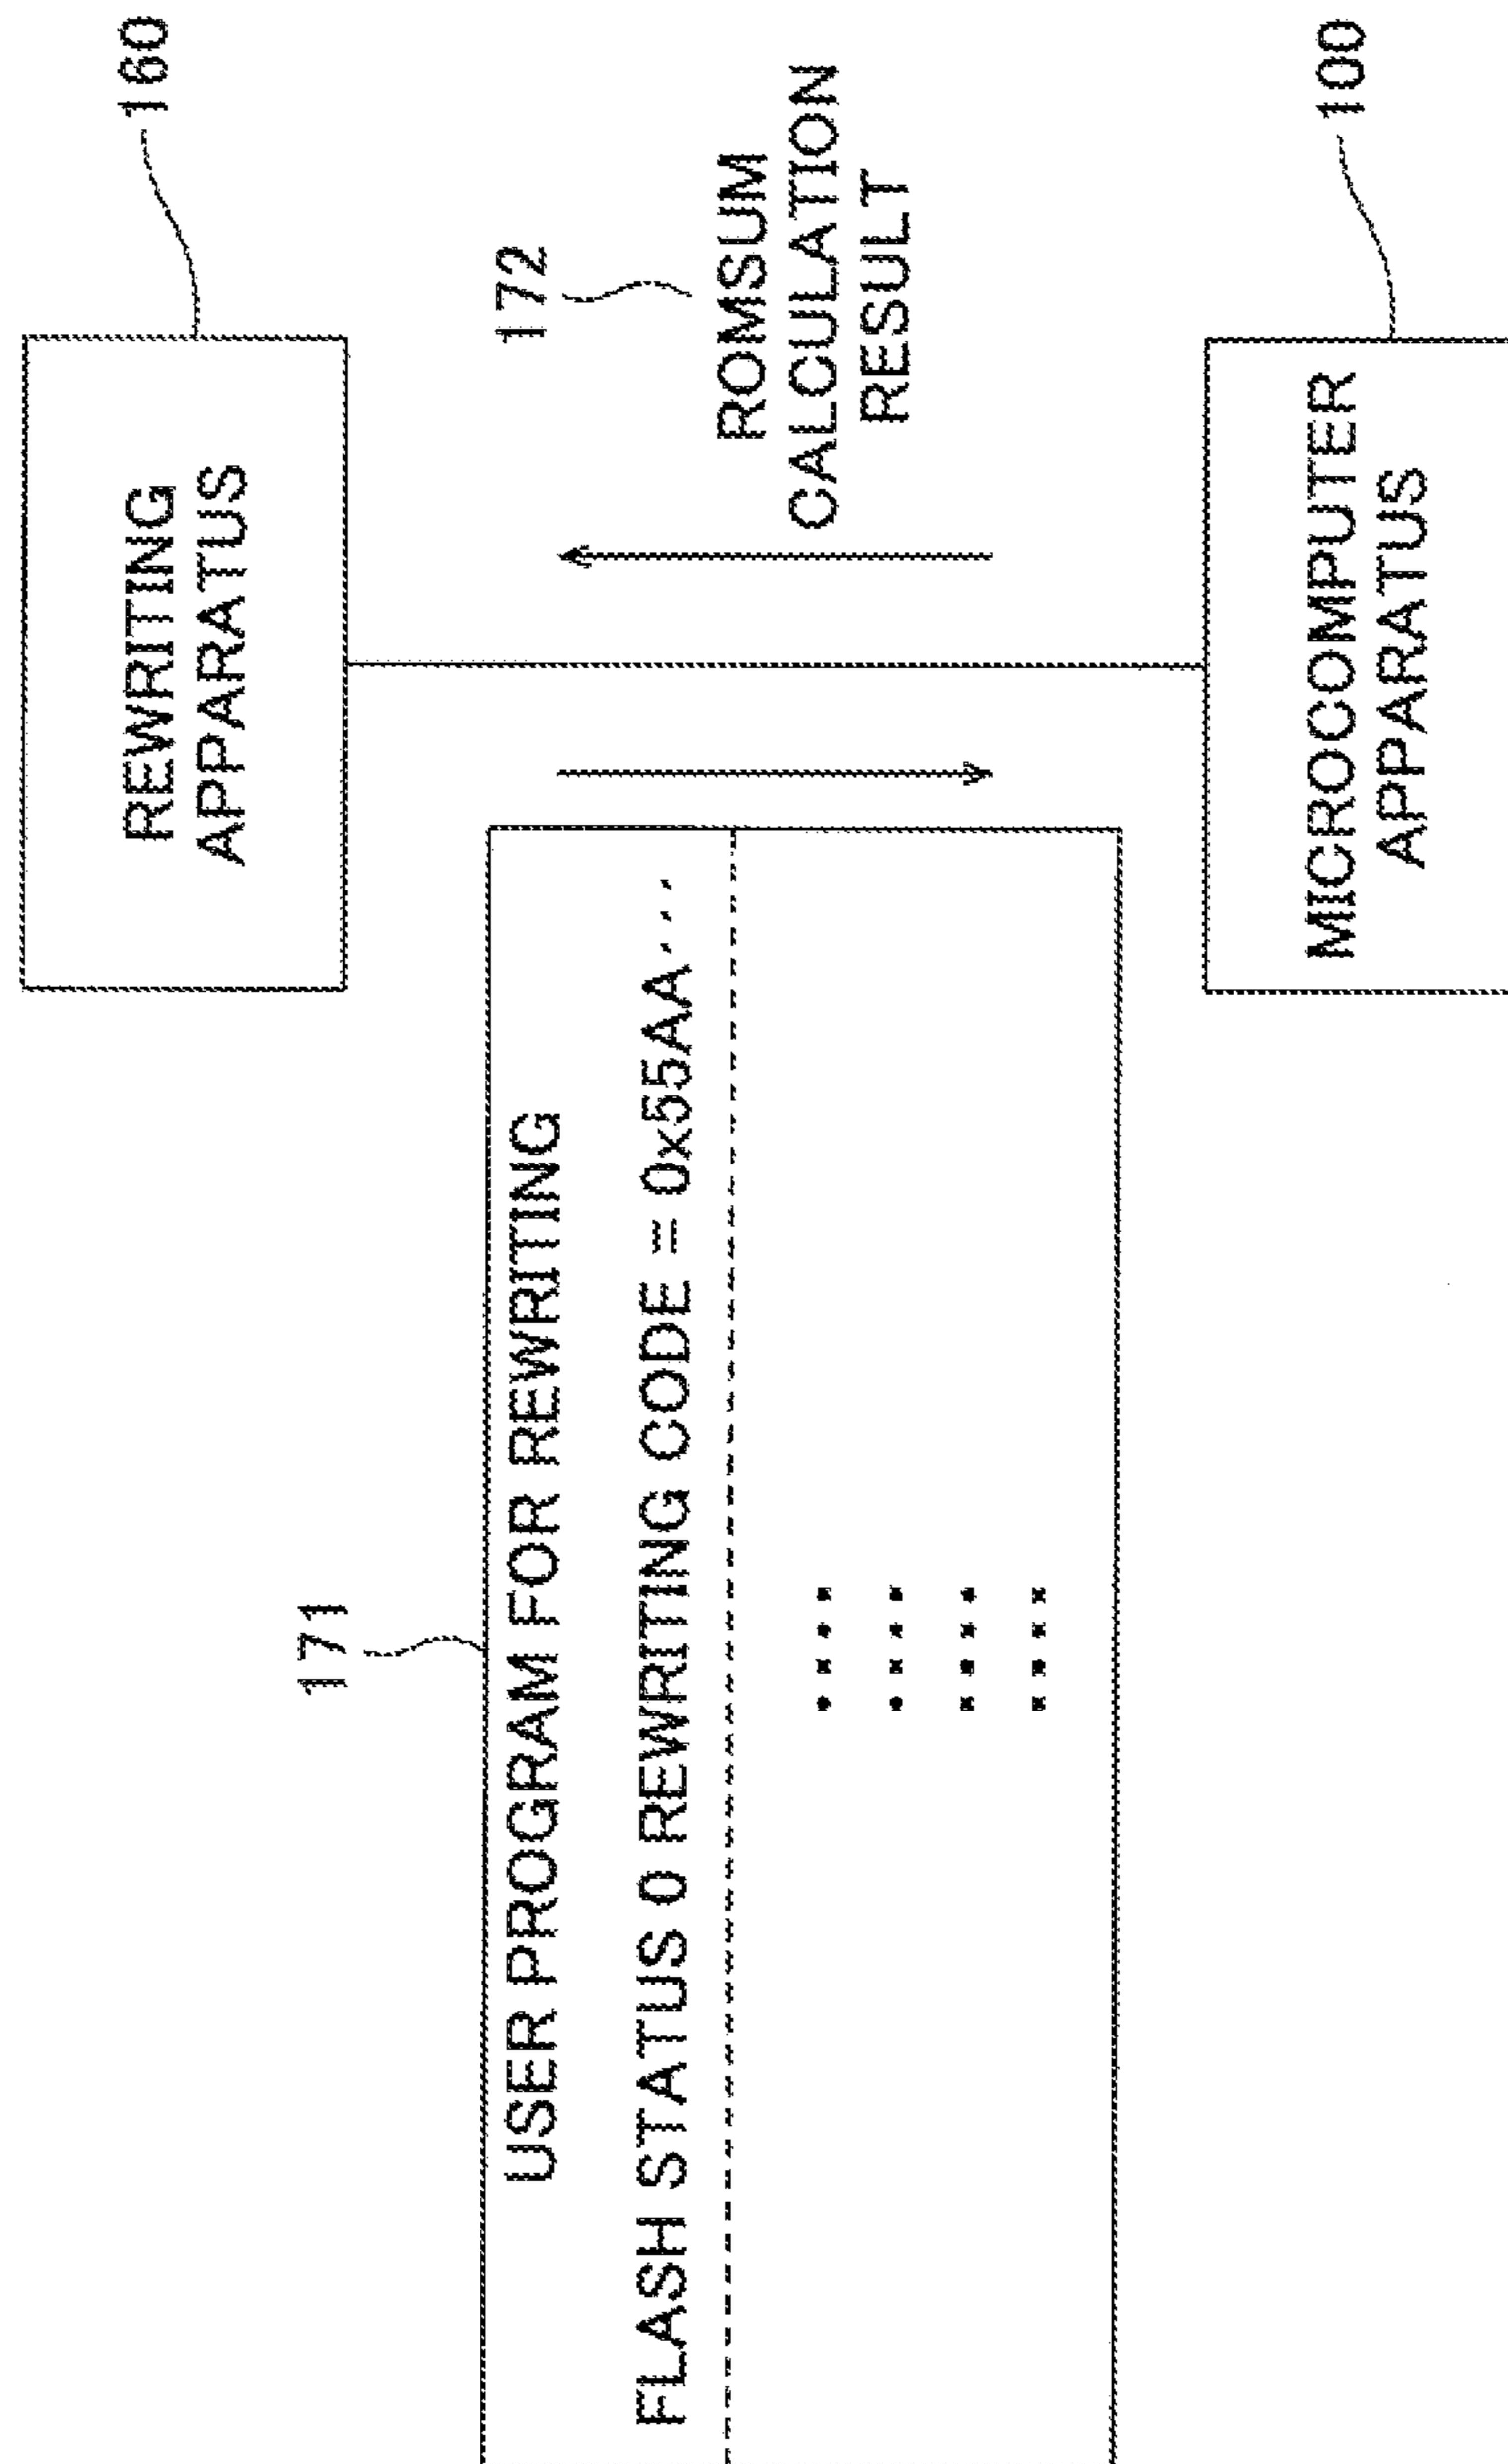 160
REWRITING
APPARATUS
171
USER PROGRAM FOR REWRITING
FLASH STATUS 0 REWRITING CODE = 0x55AA···
172
ROMSUM
CALCULATION
RESULT
MICROCOMPUTER
APPARATUS
100